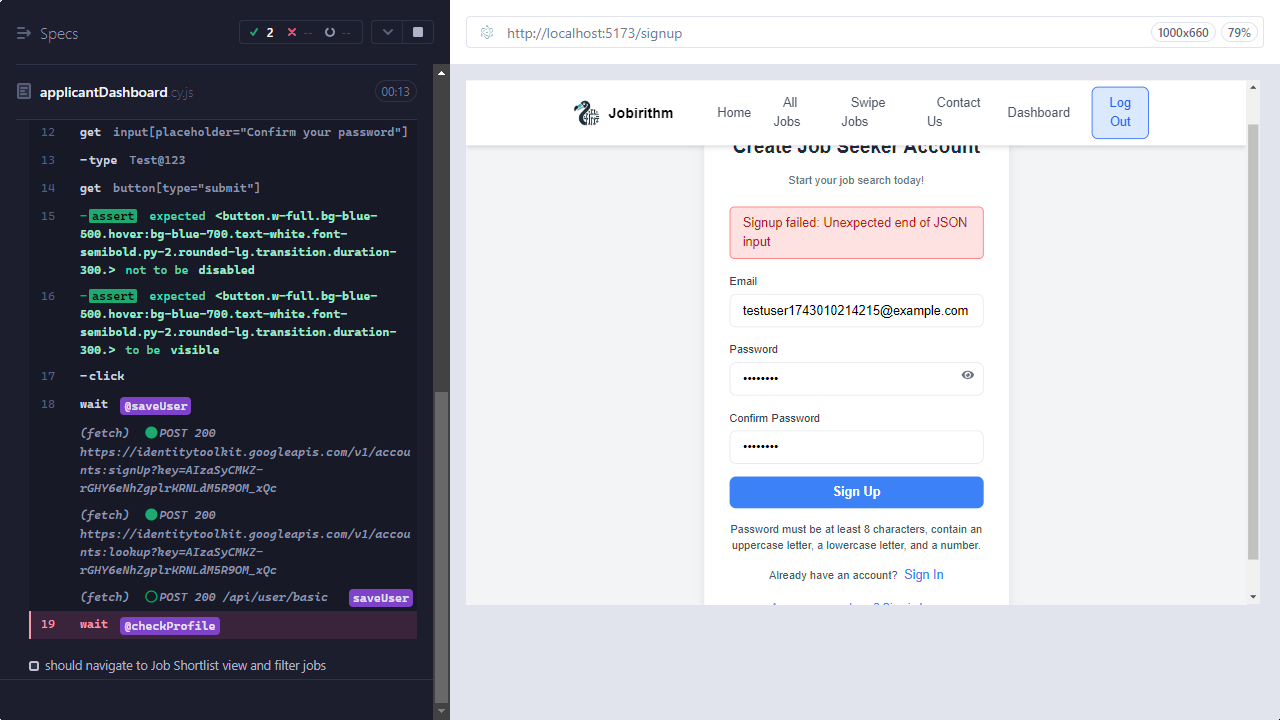 Specs
2
--
--
applicantDashboard.cy.js
00:13
12 get input[placeholder="Confirm your password"]
13 -type Test@123
14 get button[type="submit"]
15 -assert expected <button.w-full.bg-blue-
500.hover:bg-blue-700.text-white.font-
semibold.py-2.rounded-lg.transition.duration-
300.> not to be disabled
16 -assert expected <button.w-full.bg-blue-
500.hover:bg-blue-700.text-white.font-
semibold.py-2.rounded-lg.transition.duration-
300.> to be visible
17 -click
18 wait @saveUser
(fetch) POST 200
https://identitytoolkit.googleapis.com/v1/accou
nts:signUp?key=AIzaSyCMKZ-
rGHY6eNhZgplrKRNLdM5R9OM_xQc
(fetch) POST 200
https://identitytoolkit.googleapis.com/v1/accou
nts:lookup?key=AIzaSyCMKZ-
rGHY6eNhZgplrKRNLdM5R9OM_xQc
(fetch) POST 200 /api/user/basic saveUser
19 wait @checkProfile
should navigate to Job Shortlist view and filter jobs
http://localhost:5173/signup
1000x660
79%
Jobirithm
Home
All
Jobs
Swipe
Jobs
Contact
Us
Dashboard
Log
Out
Create Job Seeker Account
Start your job search today!
Signup failed: Unexpected end of JSON
input
Email
testuser1743010214215@example.com
Password
••••••••
Confirm Password
••••••••
Sign Up
Password must be at least 8 characters, contain an
uppercase letter, a lowercase letter, and a number.
Already have an account? Sign In